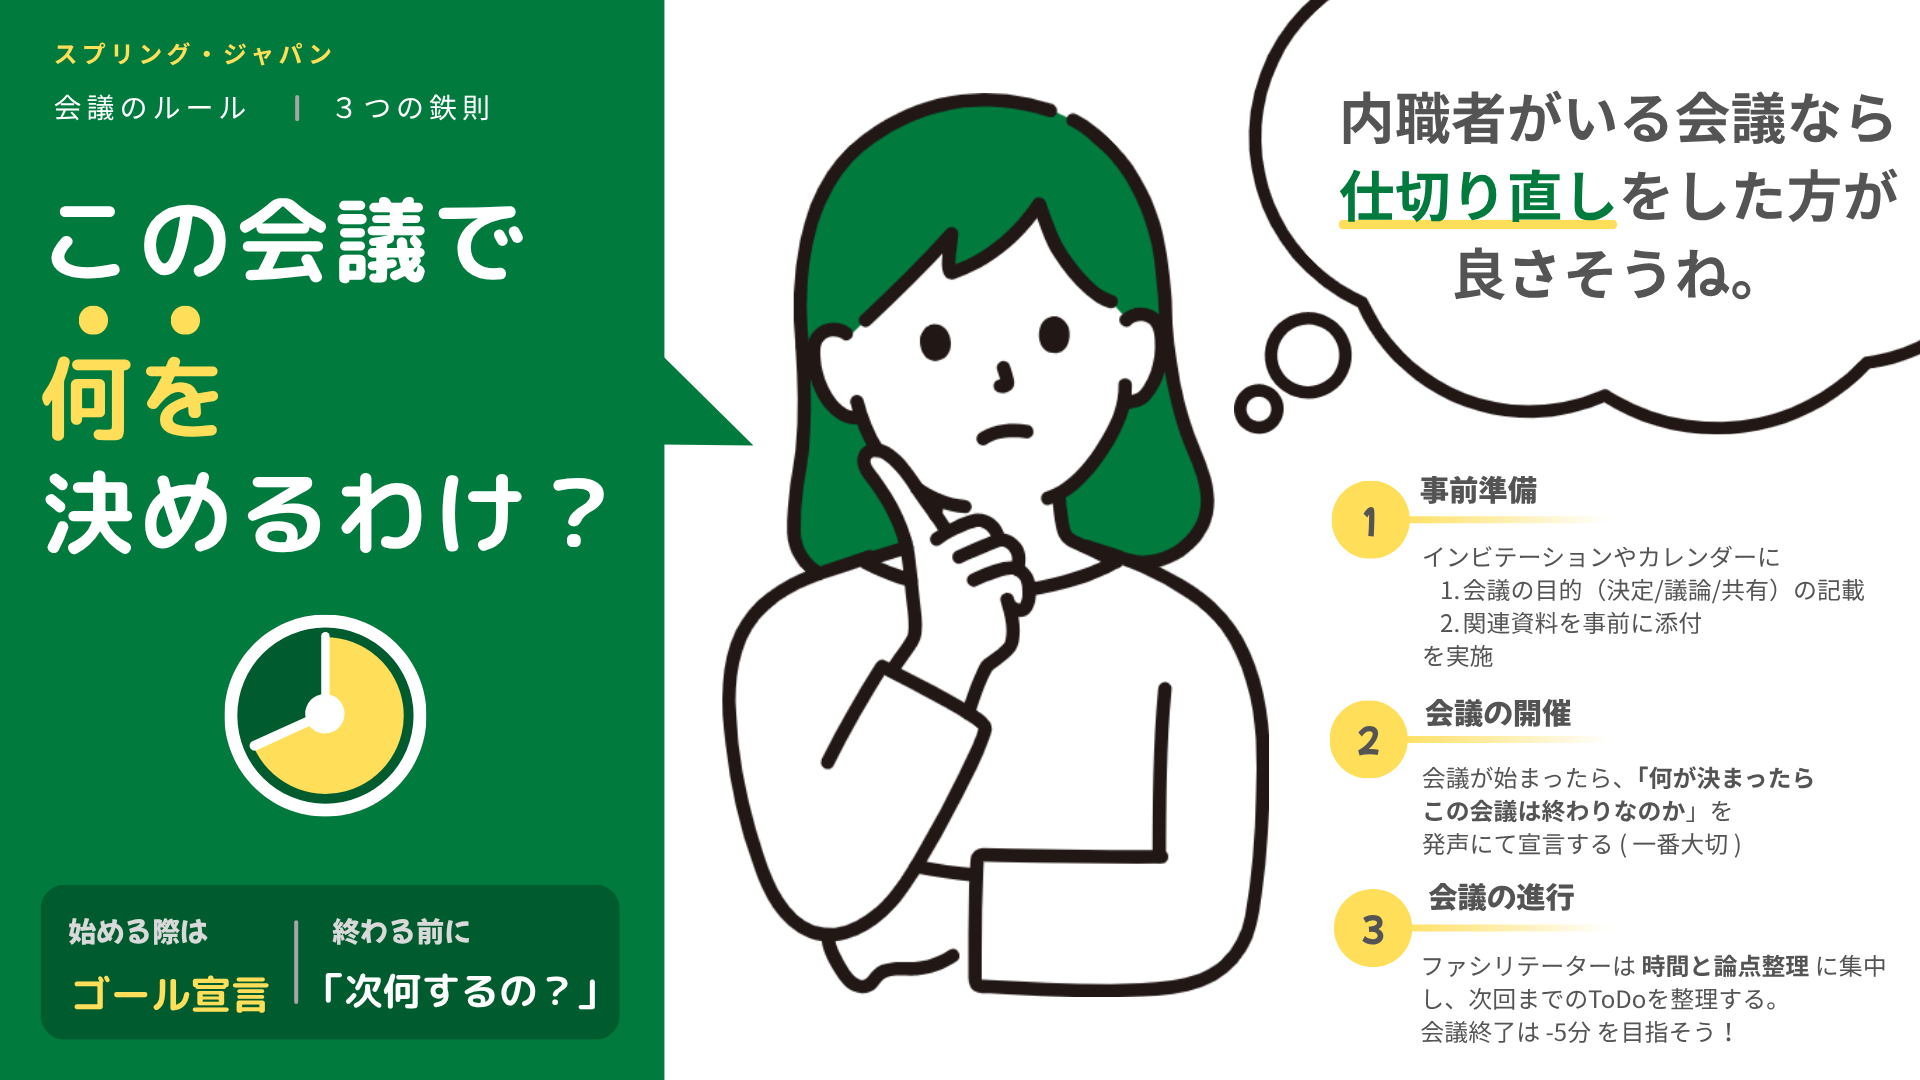 スプリング・ジャパン
会議のルール | 3つの鉄則
この会議で
何を
決めるわけ？
始める際は
ゴール宣言
終わる前に
「次何するの？」
内職者がいる会議なら
仕切り直しをした方が
良さそうね。
1
事前準備
インビテーションやカレンダーに
1. 会議の目的（決定/議論/共有）の記載
2. 関連資料を事前に添付
を実施
2
会議の開催
会議が始まったら、「何が決まったら
この会議は終わりなのか」を
発声にて宣言する ( 一番大切 )
3
会議の進行
ファシリテーターは 時間と論点整理 に集中
し、次回までのToDoを整理する。
会議終了は -5分 を目指そう！